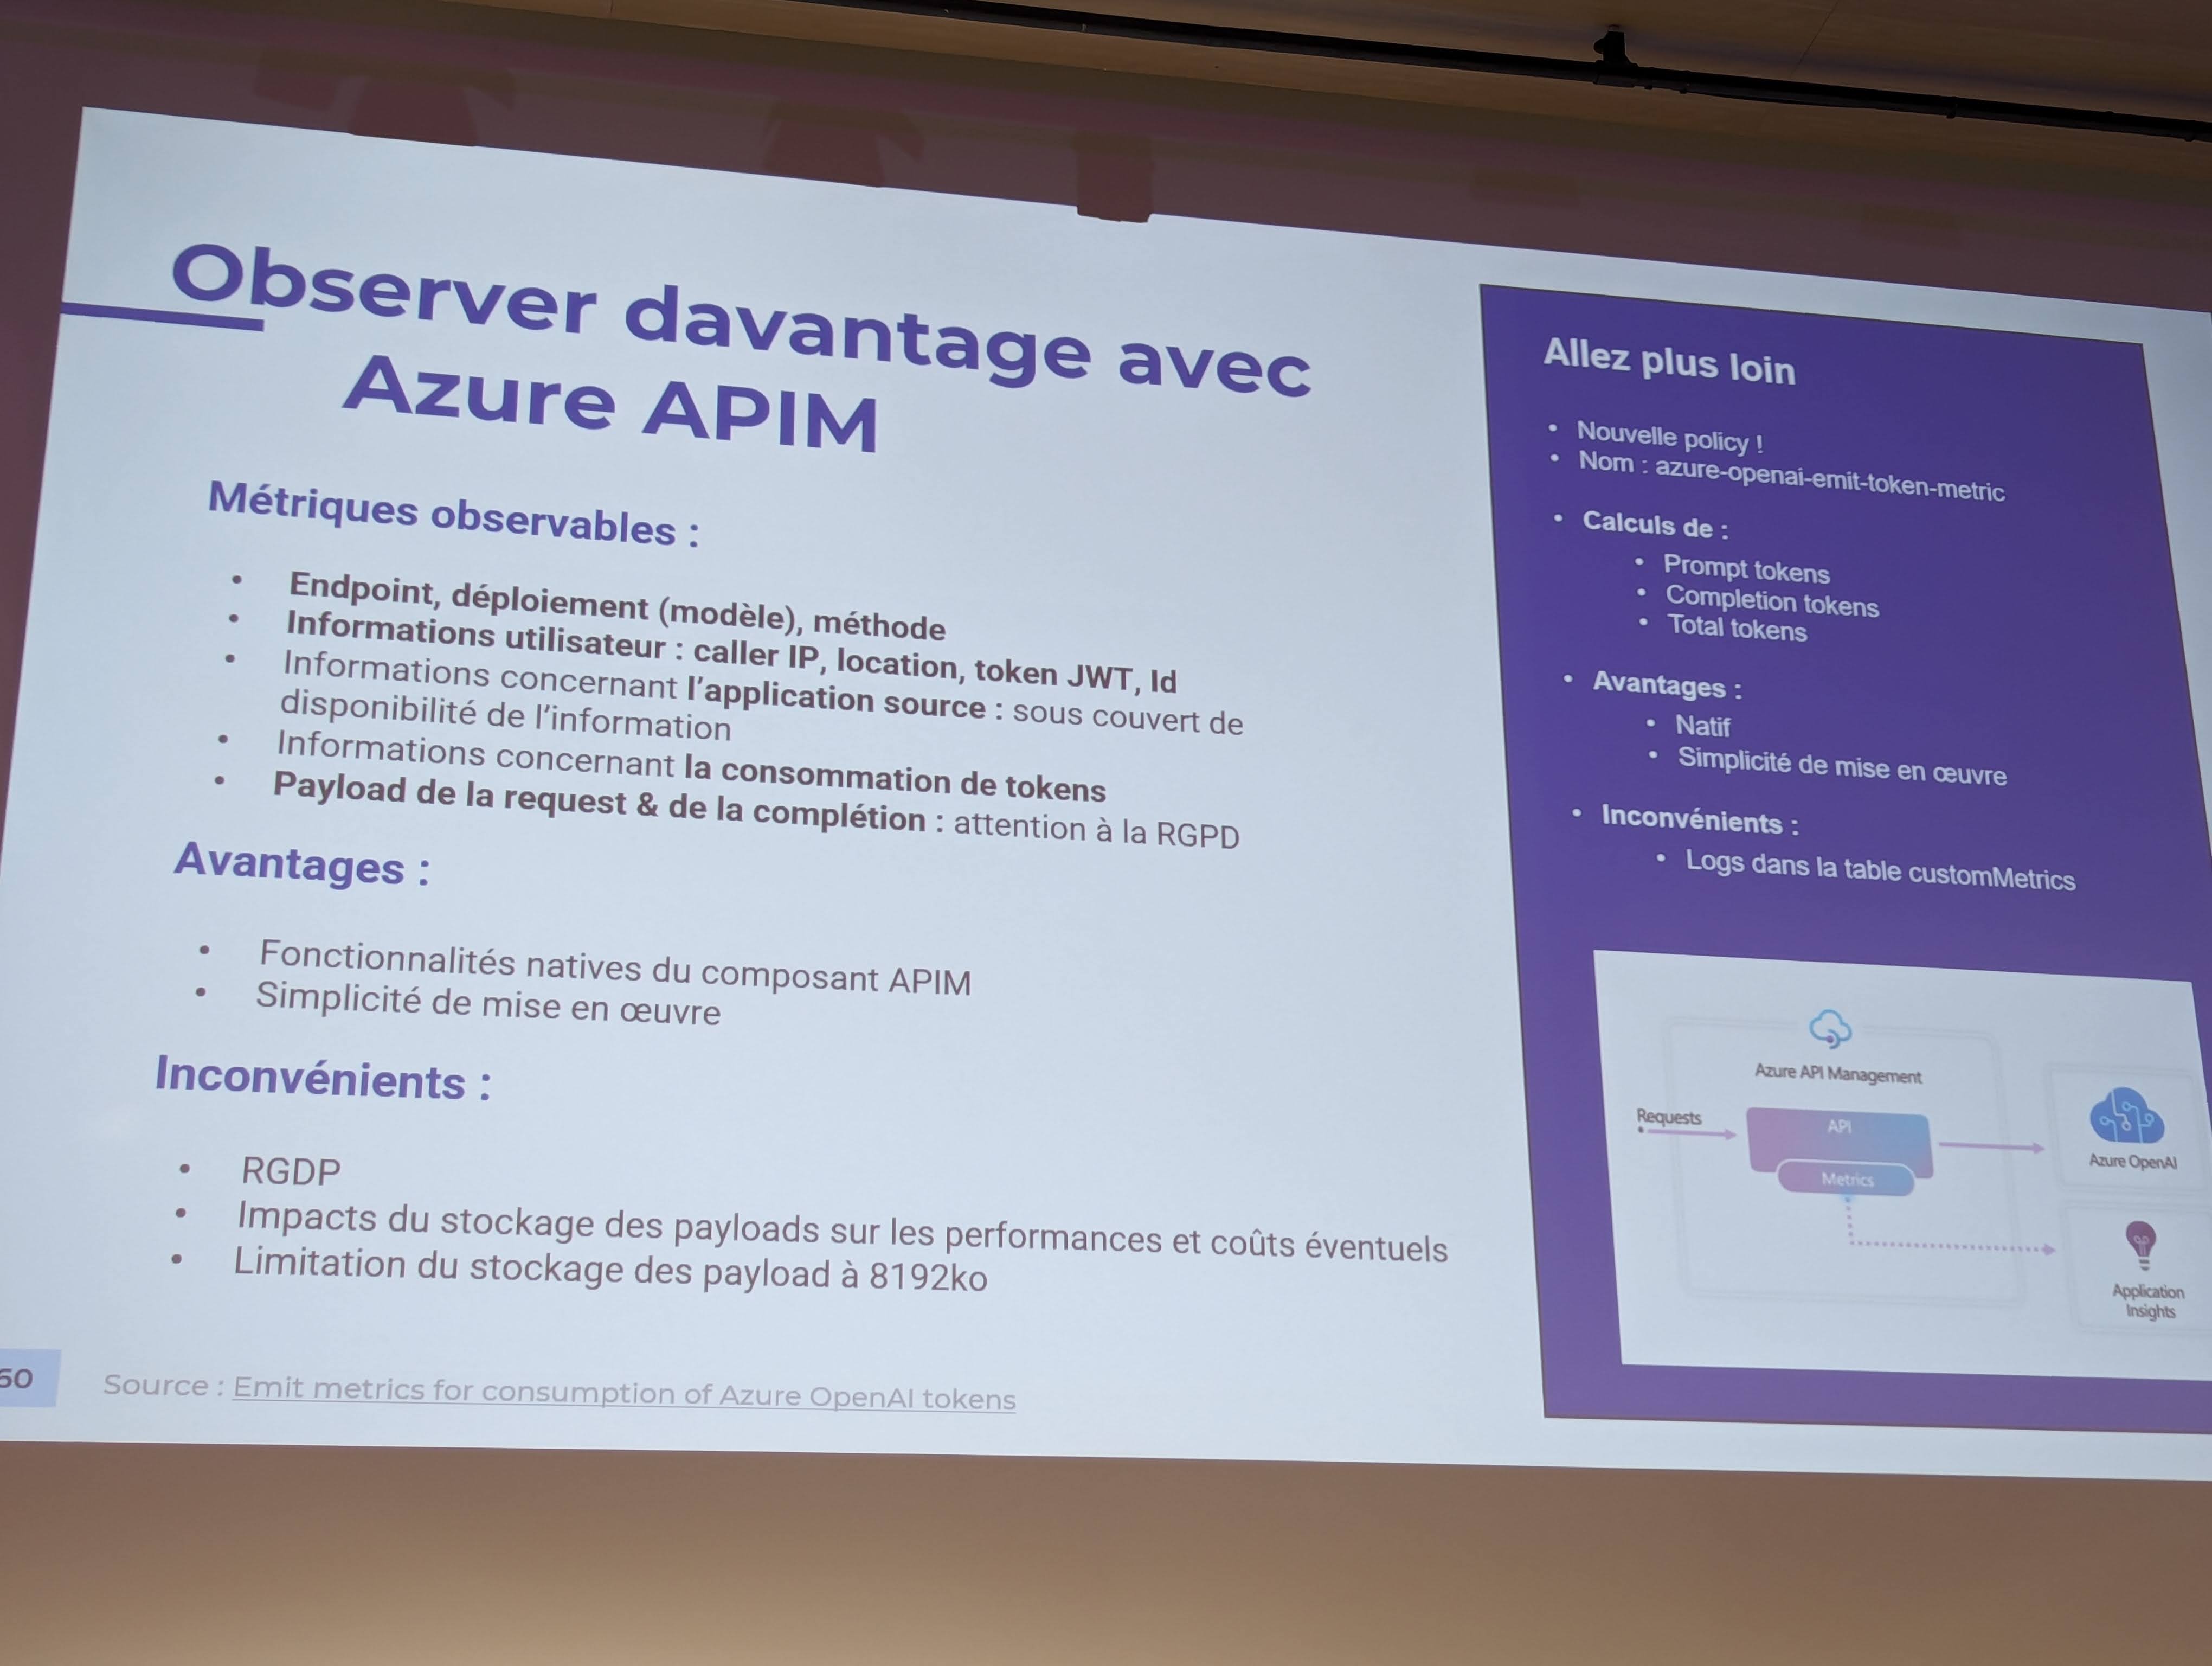 Observer davantage avec
Azure APIM
Métriques observables :
• Endpoint, déploiement (modèle), méthode
• Informations utilisateur : caller IP, location, token JWT, Id
• Informations concernant l'application source : sous couvert de
disponibilité de l'information
• Informations concernant la consommation de tokens
• Payload de la request & de la complétion : attention à la RGPD
Avantages :
• Fonctionnalités natives du composant APIM
• Simplicité de mise en œuvre
Inconvénients :
• RGDP
• Impacts du stockage des payloads sur les performances et coûts éventuels
• Limitation du stockage des payload à 8192ko
60
Source : Emit metrics for consumption of Azure OpenAI tokens
Allez plus loin
• Nouvelle policy !
• Nom : azure-openai-emit-token-metric
• Calculs de :
• Prompt tokens
• Completion tokens
• Total tokens
• Avantages :
• Natif
• Simplicité de mise en œuvre
• Inconvénients :
• Logs dans la table customMetrics
Azure API Management
Requests
API
Metrics
Azure OpenAI
Application
Insights